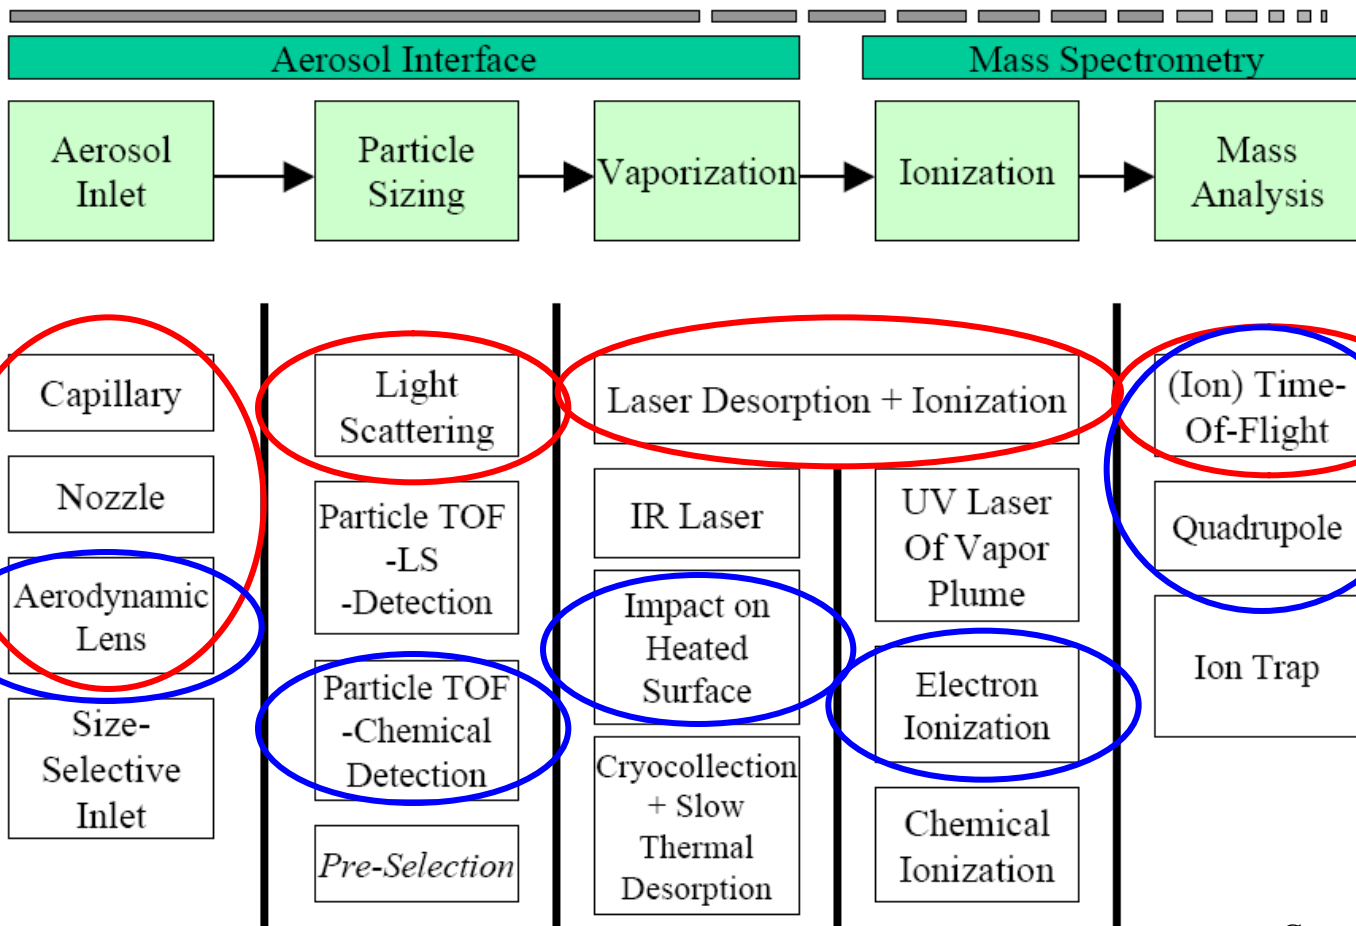 Aerosol Interface
Mass Spectrometry
Aerosol
Inlet
Particle
Sizing
Vaporization
Ionization
Mass
Analysis
Capillary
Nozzle
Aerodynamic
Lens
Size-
Selective
Inlet
Light
Scattering
Particle TOF
-LS
-Detection
Particle TOF
-Chemical
Detection
Pre-Selection
Laser Desorption + Ionization
IR Laser
Impact on
Heated
Surface
Cryocollection
+ Slow
Thermal
Desorption
UV Laser
Of Vapor
Plume
Electron
Ionization
Chemical
Ionization
(Ion) Time-
Of-Flight
Quadrupole
Ion Trap